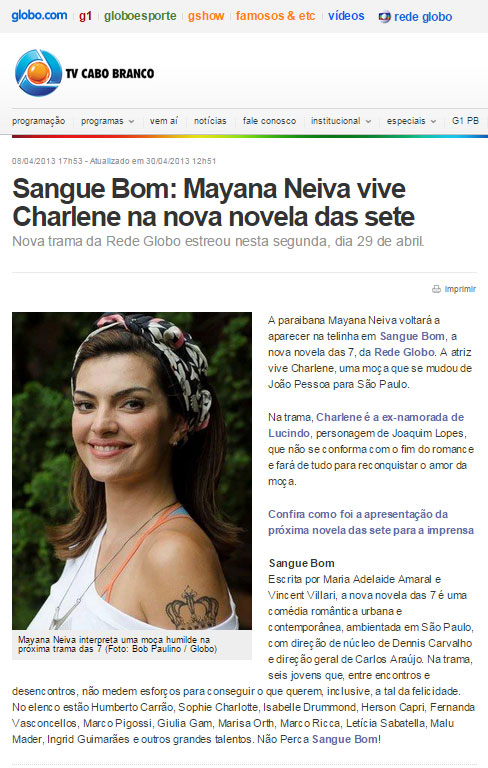 globo.com g1 globoesporte gshow famosos & etc vídeos rede globo
TV CABO BRANCO
programação programas vem aí notícias fale conosco institucional especiais G1 PB
08/04/2013 17h53 - Atualizado em 30/04/2013 12h51
Sangue Bom: Mayana Neiva vive
Charlene na nova novela das sete
Nova trama da Rede Globo estreou nesta segunda, dia 29 de abril.
imprimir
A paraibana Mayana Neiva voltará a
aparecer na telinha em Sangue Bom, a
nova novela das 7, da Rede Globo. A atriz
vive Charlene, uma moça que se mudou de
João Pessoa para São Paulo.
Na trama, Charlene é a ex-namorada de
Lucindo, personagem de Joaquim Lopes,
que não se conforma com o fim do romance
e fará de tudo para reconquistar o amor da
moça.
Confira como foi a apresentação da
próxima novela das sete para a imprensa
Mayana Neiva interpreta uma moça humilde na
próxima trama das 7 (Foto: Bob Paulino / Globo)
Sangue Bom
Escrita por Maria Adelaide Amaral e
Vincent Villari, a nova novela das 7 é uma
comédia romântica urbana e
contemporânea, ambientada em São Paulo,
com direção de núcleo de Dennis Carvalho
e direção geral de Carlos Araújo. Na trama,
seis jovens que, entre encontros e
desencontros, não medem esforços para conseguir o que querem, inclusive, a tal da felicidade.
No elenco estão Humberto Carrão, Sophie Charlotte, Isabelle Drummond, Herson Capri, Fernanda
Vasconcellos, Marco Pigossi, Giulia Gam, Marisa Orth, Marco Ricca, Letícia Sabatella, Malu
Mader, Ingrid Guimarães e outros grandes talentos. Não Perca Sangue Bom!